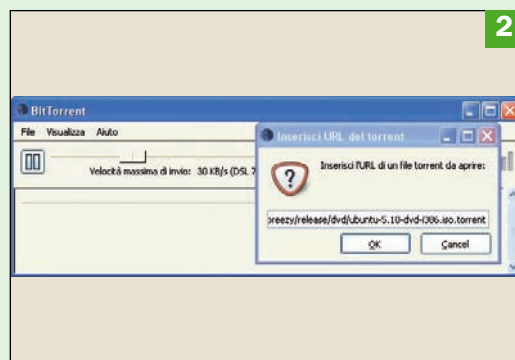 2
BitTorrent
File Visualizza Aiuto
Velocità massima di invio: 30 KB/s (DSL 7
Inserisci URL del torrent
Inserisci l'URL di un file torrent da aprire:
breezy/release/dvd/ubuntu-5.10-dvd-i386.iso.torrent
OK
Cancel